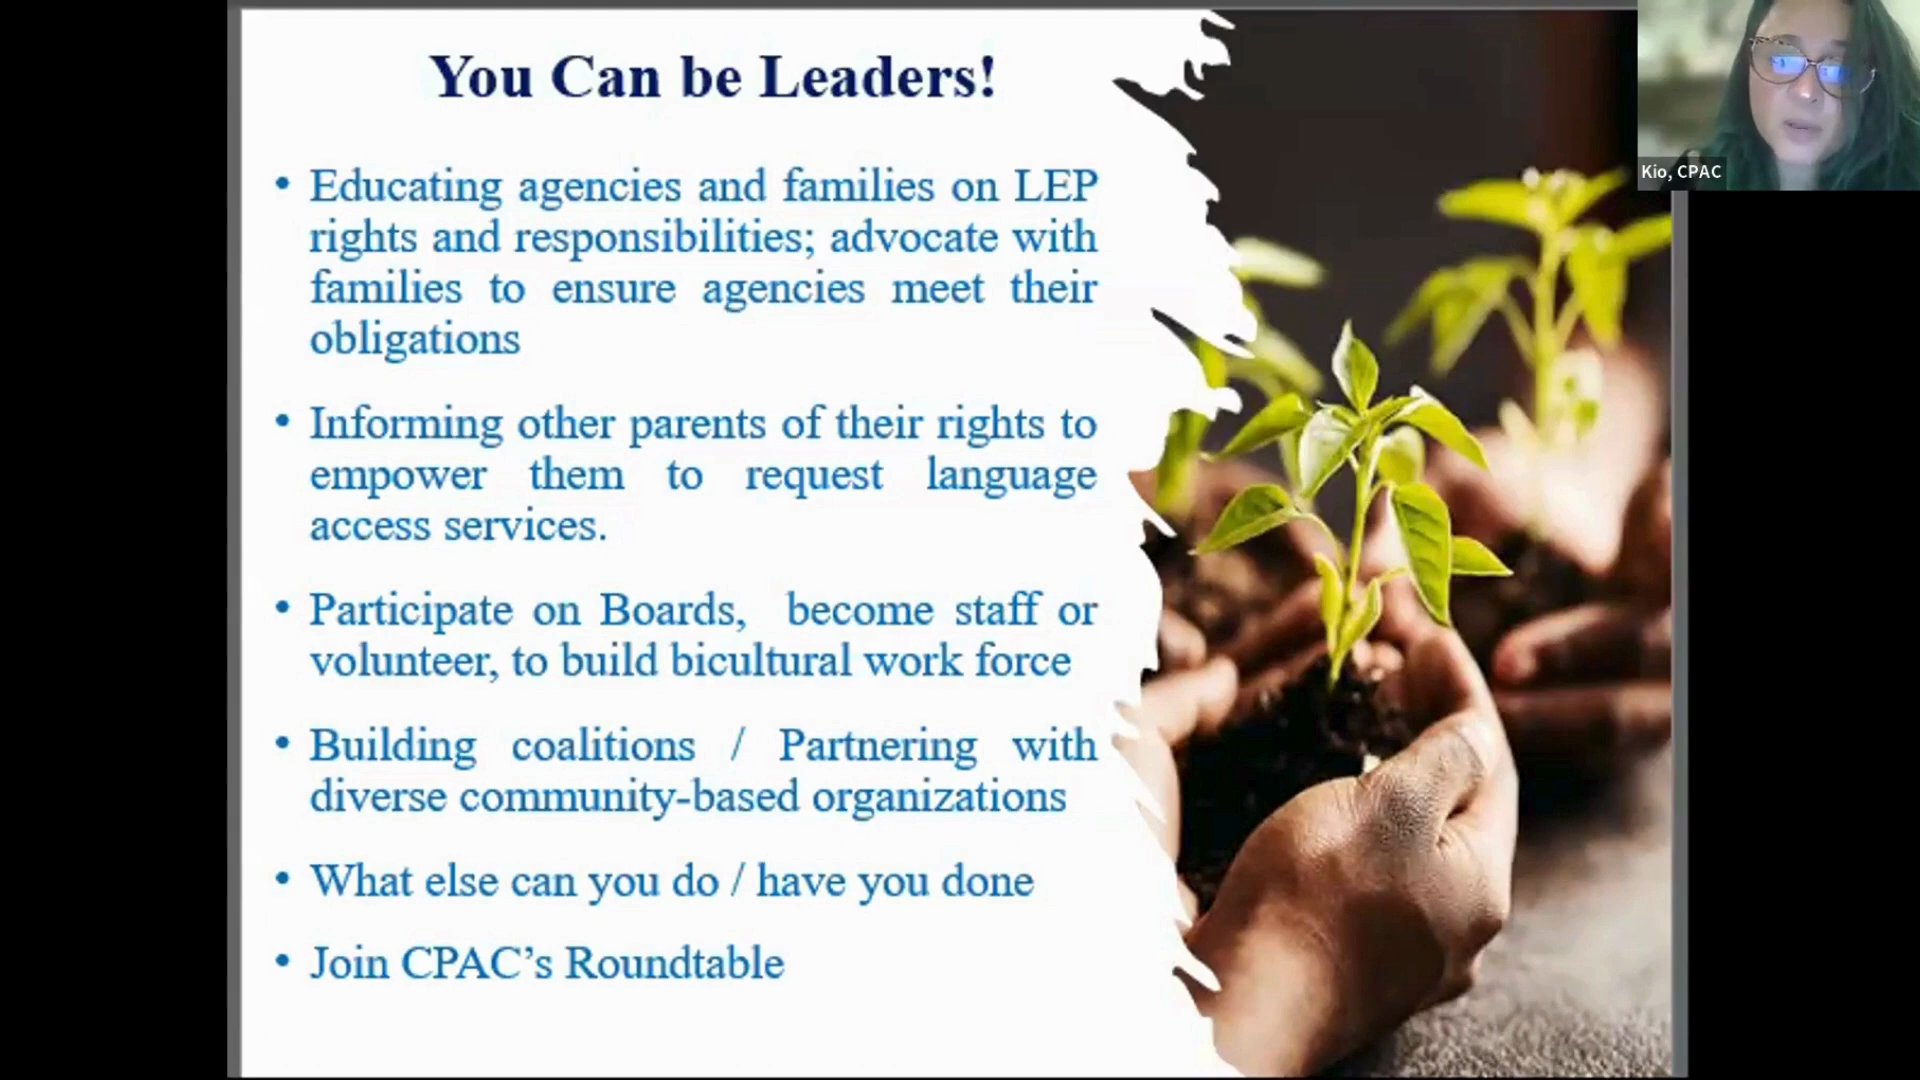 You Can be Leaders!
• Educating agencies and families on LEP
rights and responsibilities; advocate with
families to ensure agencies meet their
obligations
• Informing other parents of their rights to
empower them to request language
access services.
• Participate on Boards, become staff or
volunteer, to build bicultural work force
• Building coalitions / Partnering with
diverse community-based organizations
• What else can you do / have you done
• Join CPAC’s Roundtable
Kio, CPAC